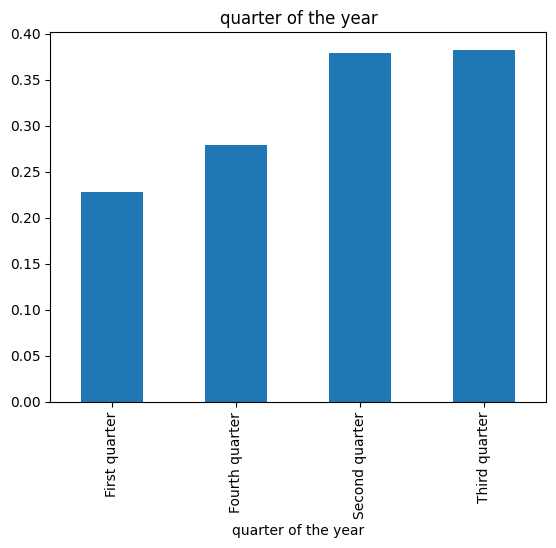 quarter of the year
0.40
0.35
0.30
0.25
0.20
0.15
0.10
0.05
0.00
First quarter
Fourth quarter
Second quarter
Third quarter
quarter of the year